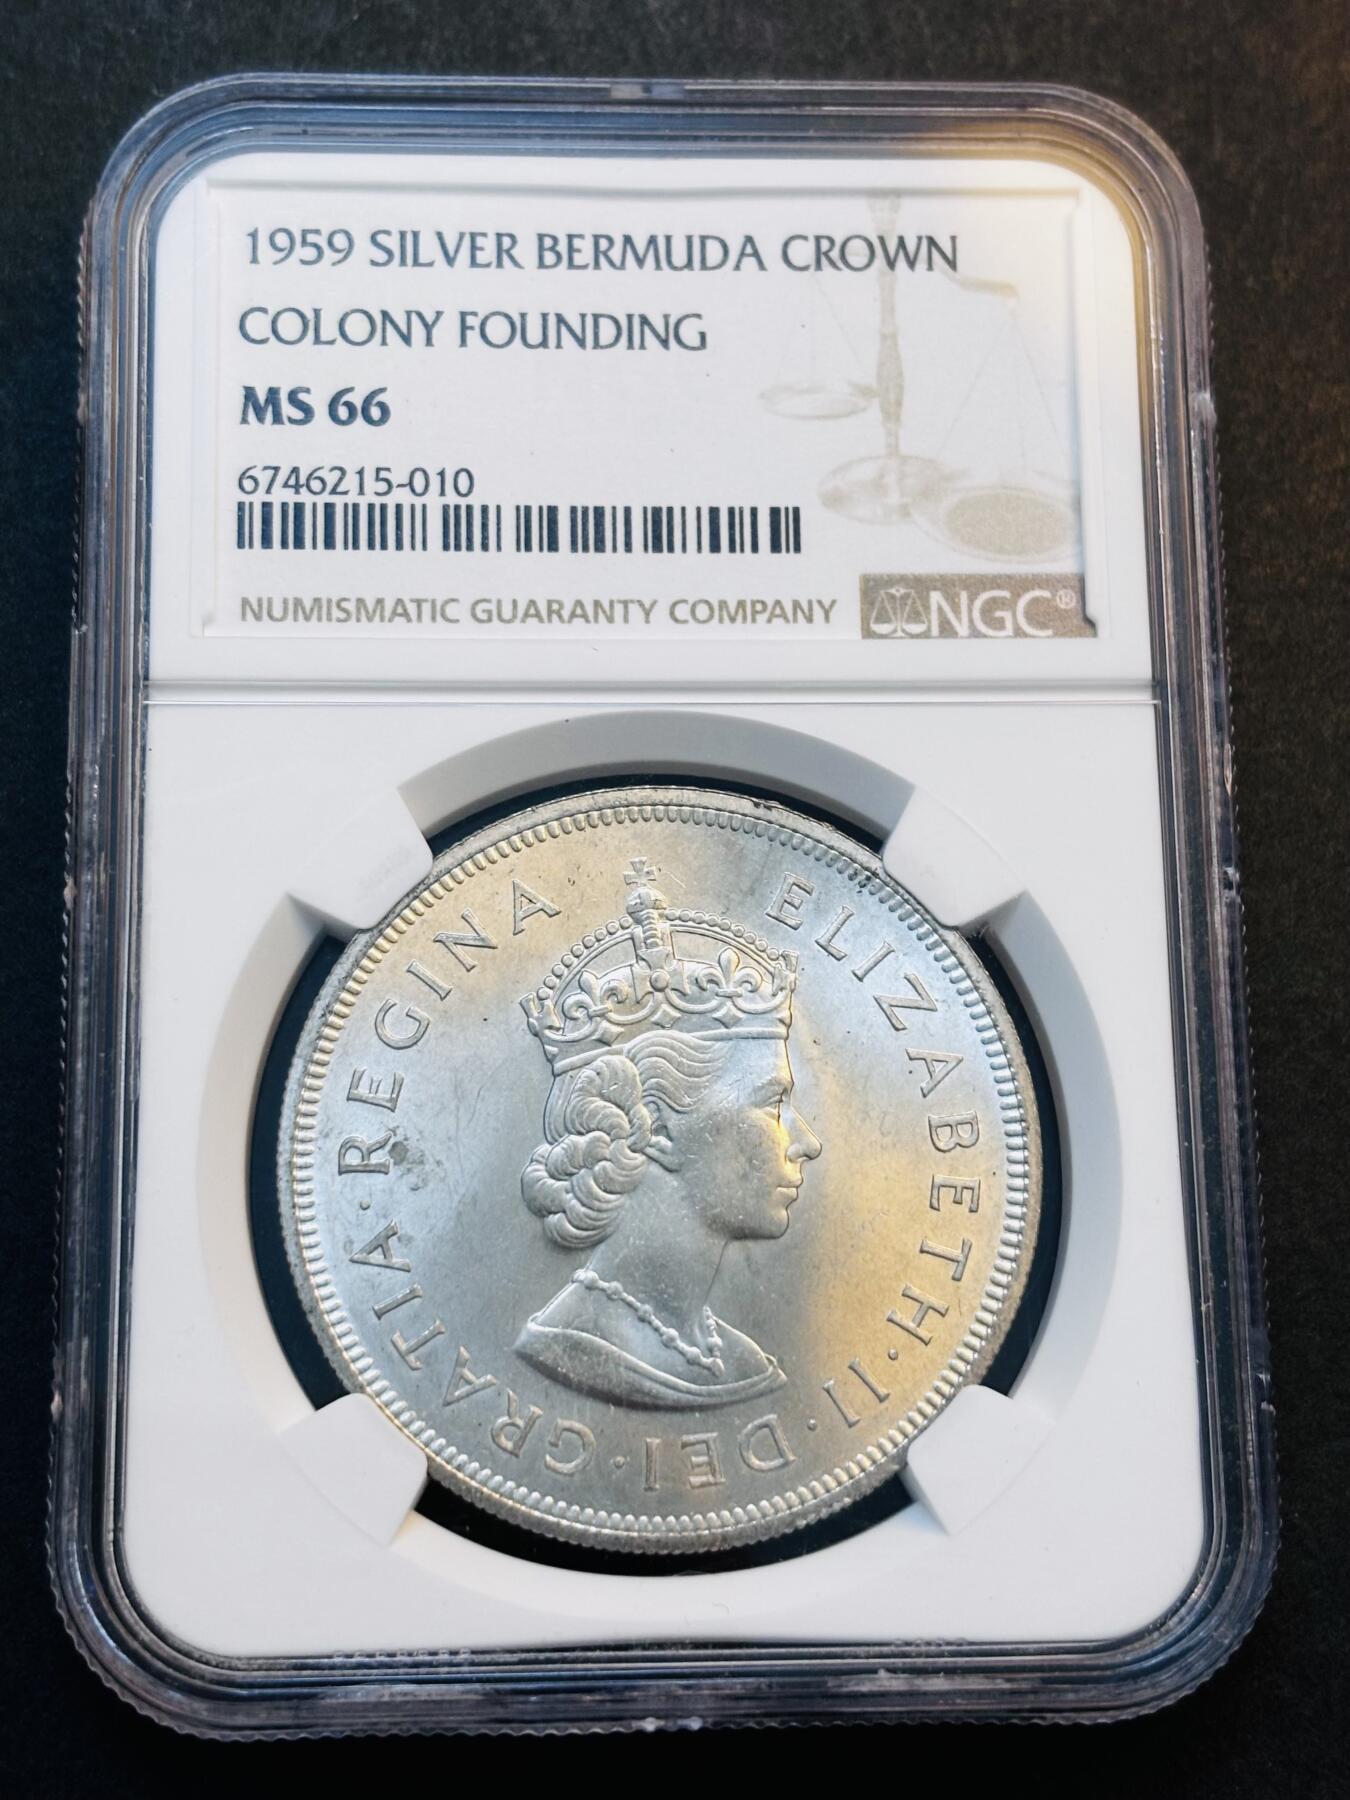 1959 SILVER BERMUDA CROWN
COLONY FOUNDING
MS 66
6746215-010
NUMISMATIC GUARANTY COMPANY
NGC®
ELIZABETH·II·DEI·GRATIA·REGINA